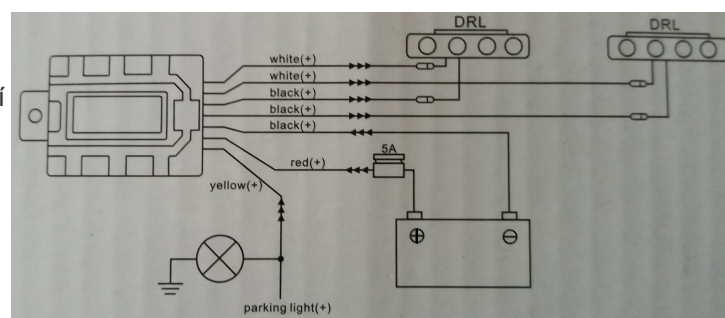 DRL
DRL
white(+)
white(+)
black(+)
black(+)
black(+)
5A
red(+)
yellow(+)
parking light(+)
í